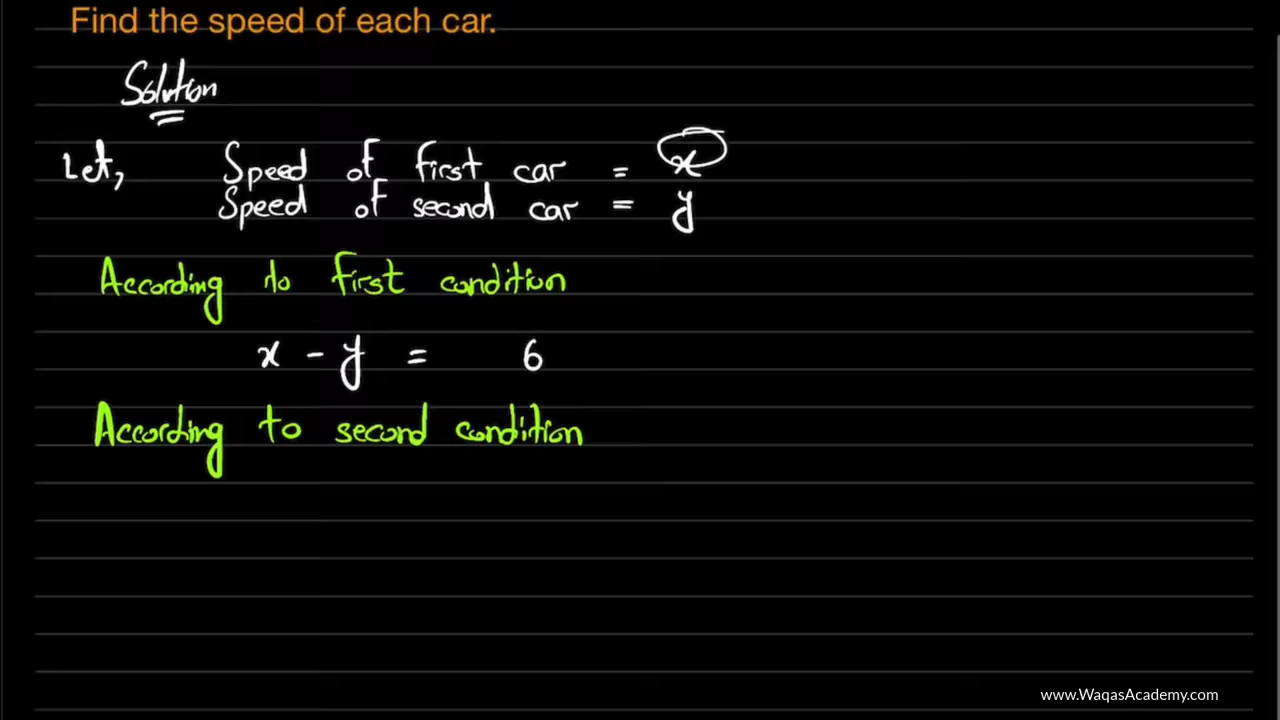 Find the speed of each car.
Solution
Let, Speed of first car = x
Speed of second car = y
According to first condition
x - y = 6
According to second condition
www.WaqasAcademy.com